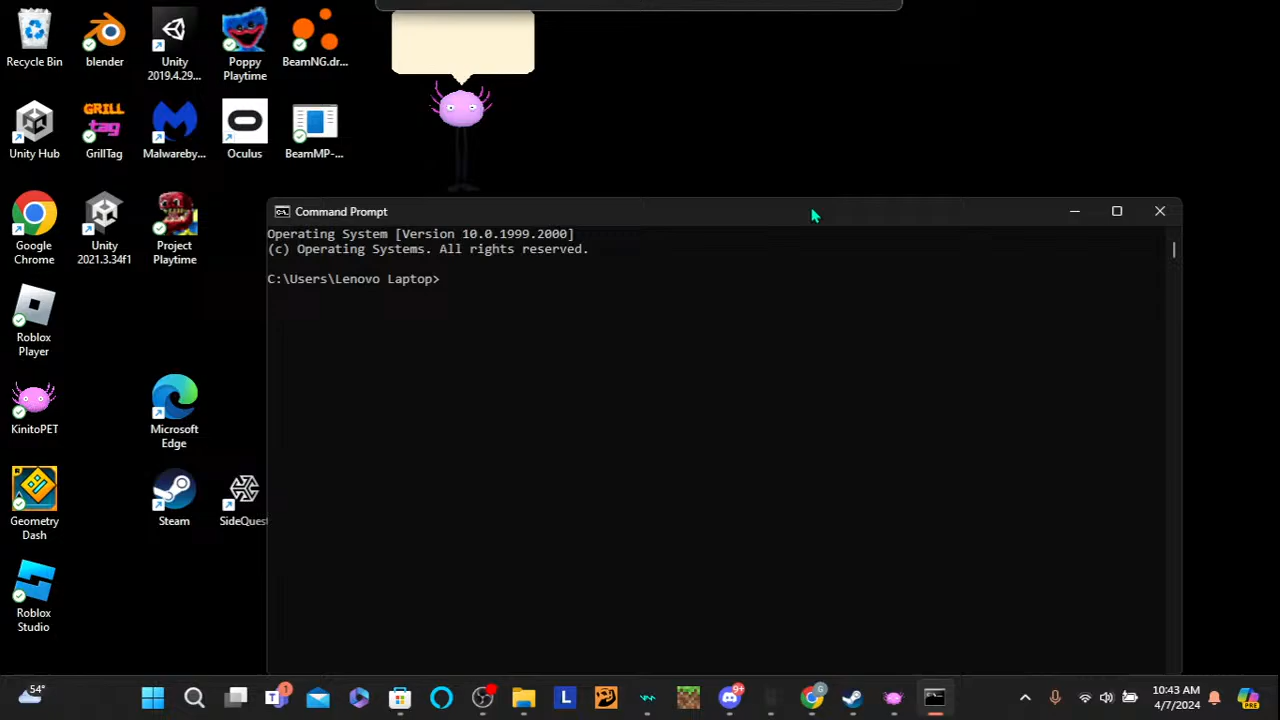 Recycle Bin
blender
Unity
2019.4.29...
Poppy
Playtime
BeamNG.dr...
Unity Hub
GRILL
tag
GrillTag
Malwareby...
Oculus
BeamMP-...
Google
Chrome
Unity
2021.3.34f1
Project
Playtime
Command Prompt
Operating System [Version 10.0.1999.2000]
(c) Operating Systems. All rights reserved.
C:\Users\Lenovo Laptop>
Roblox
Player
KinitoPET
Microsoft
Edge
Geometry
Dash
Steam
SideQuest
Roblox
Studio
54°
1
L
9+
G
10:43 AM
4/7/2024
PRE